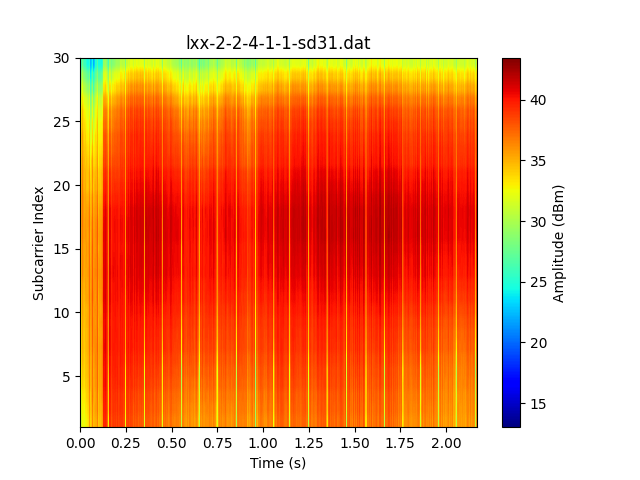 lxx-2-2-4-1-1-sd31.dat
30
25
20
15
10
5
Subcarrier Index
0.00 0.25 0.50 0.75 1.00 1.25 1.50 1.75 2.00
Time (s)
40
35
30
25
20
15
Amplitude (dBm)